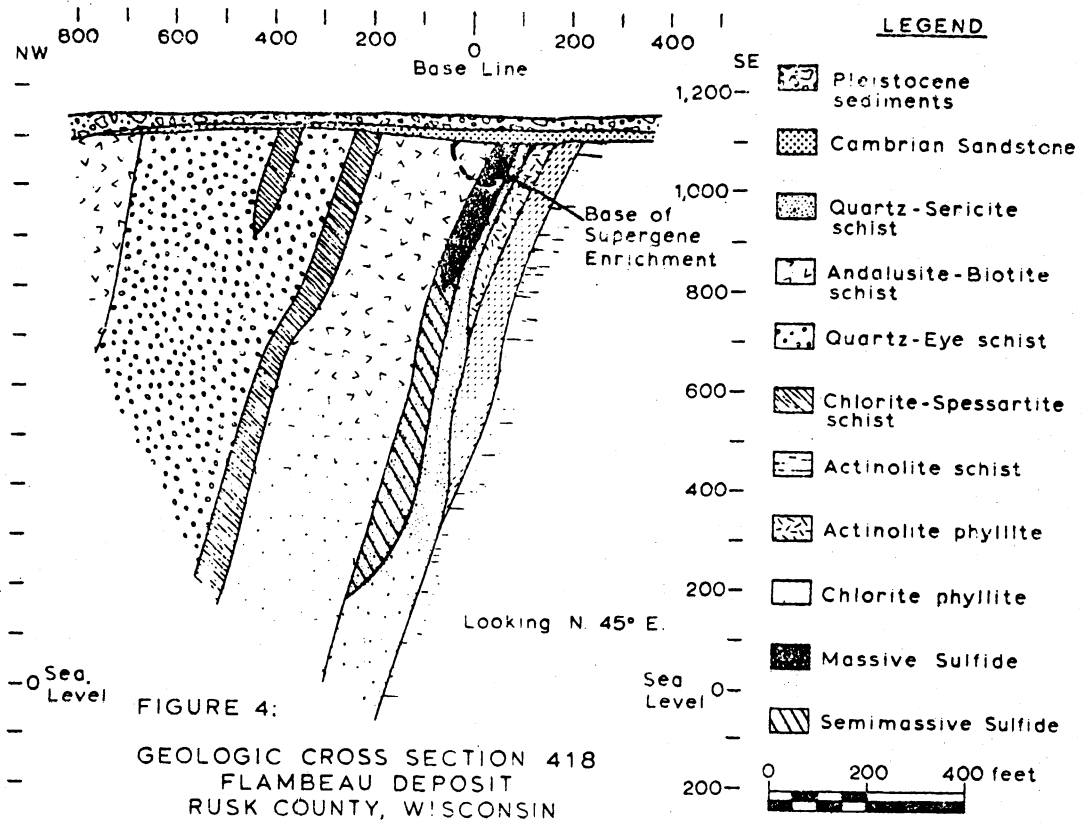 800 600 400 200 0 200 400
NW
Base Line
SE
1,200
1,000
800
600
400
200
Sea Level 0
200
Base of
Supergene
Enrichment
Looking N. 45° E.
0 Sea.
Level
FIGURE 4:
GEOLOGIC CROSS SECTION 418
FLAMBEAU DEPOSIT
RUSK COUNTY, WISCONSIN
LEGEND
Pleistocene
sediments
Cambrian Sandstone
Quartz-Sericite
schist
Andalusite-Biotite
schist
Quartz-Eye schist
Chlorite-Spessartite
schist
Actinolite schist
Actinolite phyllite
Chlorite phyllite
Massive Sulfide
Semimassive Sulfide
0 200 400 feet